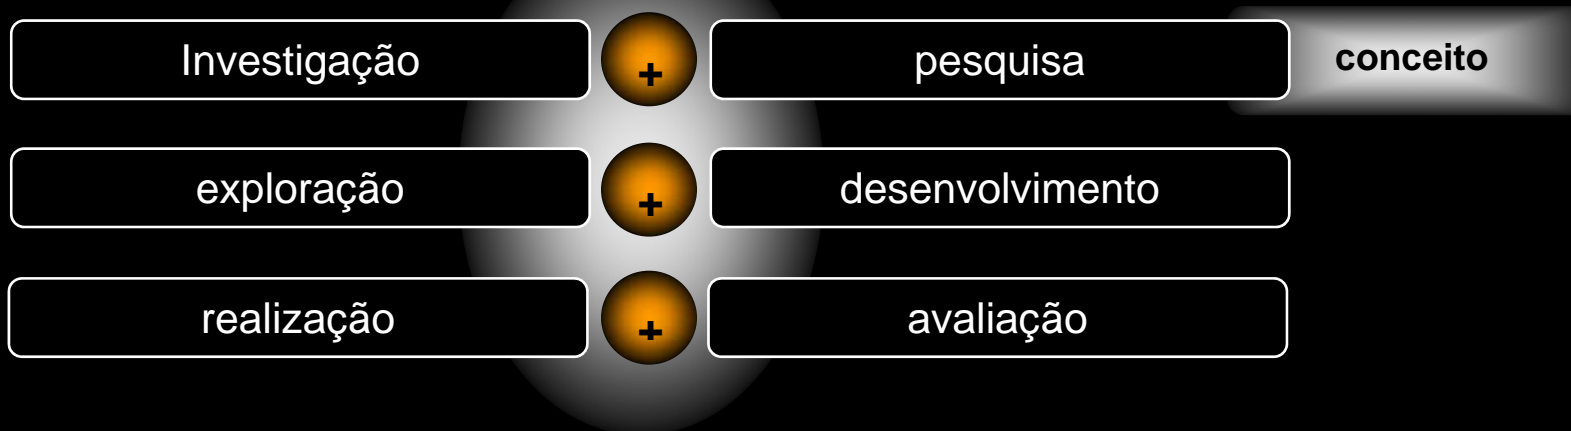 Investigação + pesquisa conceito
exploração + desenvolvimento
realização + avaliação